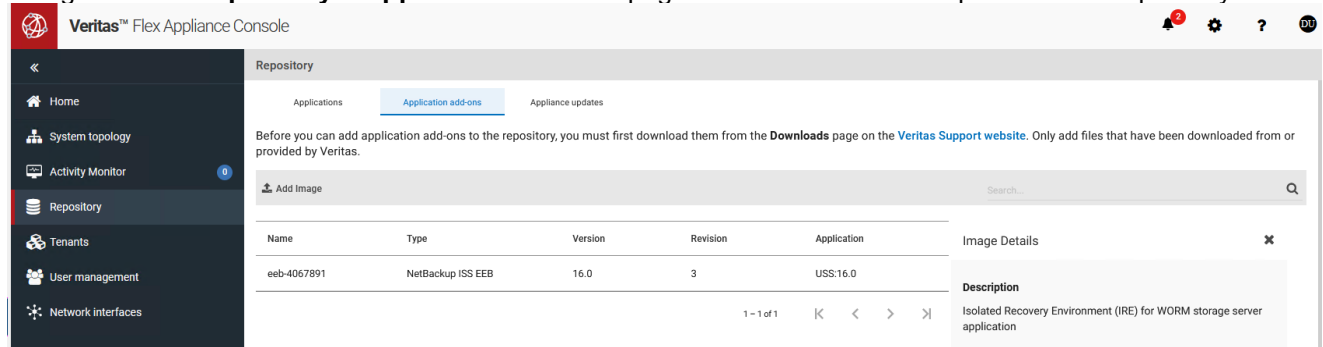 Veritas™ Flex Appliance Console
2
DU
Repository
Home
System topology
Activity Monitor
0
Repository
Tenants
User management
Network interfaces
Applications
Application add-ons
Appliance updates
Before you can add application add-ons to the repository, you must first download them from the Downloads page on the Veritas Support website. Only add files that have been downloaded from or
provided by Veritas.
Add Image
Search...
Name Type Version Revision Application
eeb-4067891 NetBackup ISS EEB 16.0 3 USS:16.0
1 – 1 of 1
Image Details
Description
Isolated Recovery Environment (IRE) for WORM storage server
application